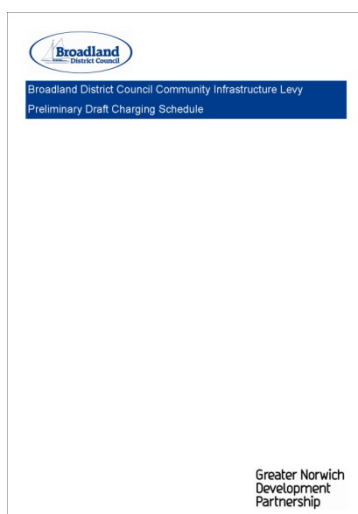 Broadland
District Council
Broadland District Council Community Infrastructure Levy
Preliminary Draft Charging Schedule
Greater Norwich
Development
Partnership